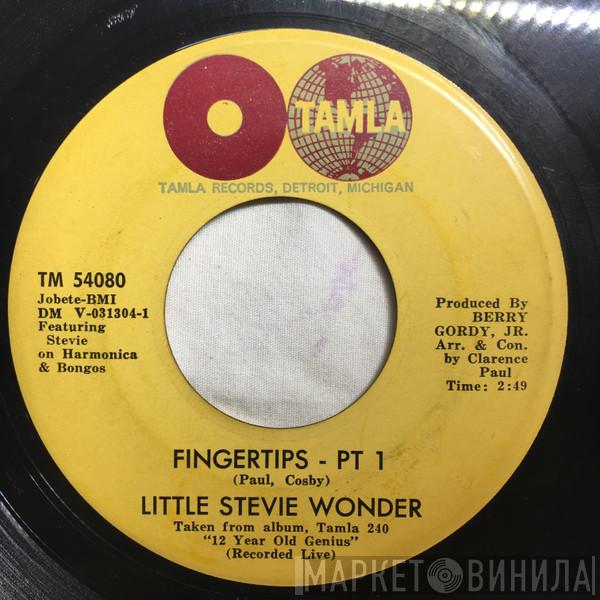 TAMLA
TAMLA RECORDS, DETROIT, MICHIGAN
TM 54080
Jobete-BMI
DM V-031304-1
Featuring
Stevie
on Harmonica
& Bongos
Produced By
BERRY
GORDY, JR.
Arr. & Con.
by Clarence
Paul
Time: 2:49
FINGERTIPS - PT 1
(Paul, Cosby)
LITTLE STEVIE WONDER
Taken from album, Tamla 240
"12 Year Old Genius"
(Recorded Live)
МАРКЕТ ВИНИЛА